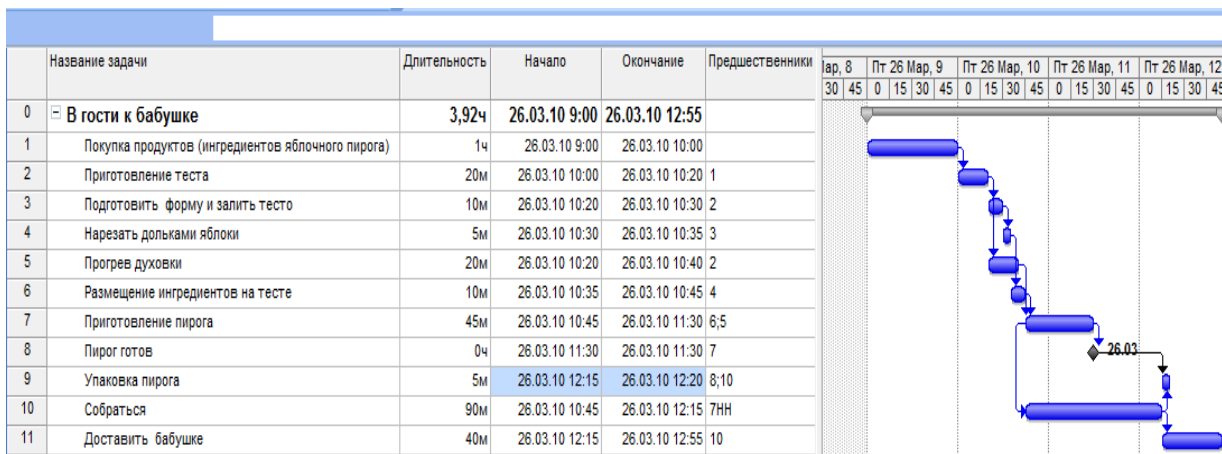 Название задачи Длительность Начало Окончание Предшественники Мар, 8 Пт 26 Мар, 9 Пт 26 Мар, 10 Пт 26 Мар, 11 Пт 26 Мар, 12
30 45 0 15 30 45 0 15 30 45 0 15 30 45 0 15 30 45
0 В гости к бабушке 3,92ч 26.03.10 9:00 26.03.10 12:55
1 Покупка продуктов (ингредиентов яблочного пирога) 1ч 26.03.10 9:00 26.03.10 10:00
2 Приготовление теста 20м 26.03.10 10:00 26.03.10 10:20 1
3 Подготовить форму и залить тесто 10м 26.03.10 10:20 26.03.10 10:30 2
4 Нарезать дольками яблоки 5м 26.03.10 10:30 26.03.10 10:35 3
5 Прогрев духовки 20м 26.03.10 10:20 26.03.10 10:40 2
6 Размещение ингредиентов на тесте 10м 26.03.10 10:35 26.03.10 10:45 4
7 Приготовление пирога 45м 26.03.10 10:45 26.03.10 11:30 6;5
8 Пирог готов 0ч 26.03.10 11:30 26.03.10 11:30 7 26.03
9 Упаковка пирога 5м 26.03.10 12:15 26.03.10 12:20 8;10
10 Собраться 90м 26.03.10 10:45 26.03.10 12:15 7НН
11 Доставить бабушке 40м 26.03.10 12:15 26.03.10 12:55 10